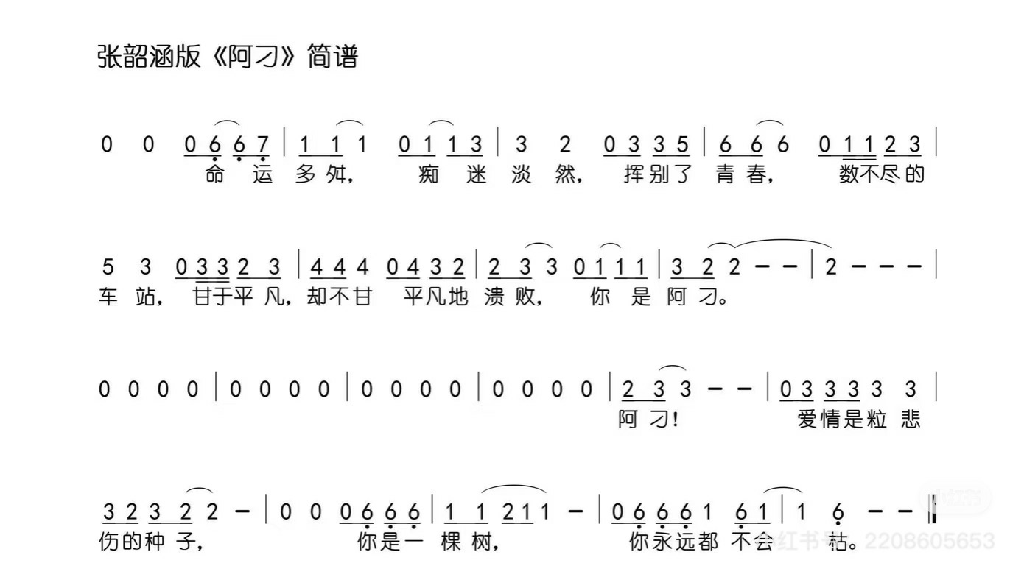 张韶涵版《阿刁》简谱
0 0 0 6 6 7 | 1 1 1 0 1 1 3 | 3 2 0 3 3 5 | 6 6 6 0 1 1 2 3 |
命 运 多 舛， 痴 迷 淡 然， 挥别了 青春， 数不尽的
5 3 0 3 3 2 3 | 4 4 4 0 4 3 2 | 2 3 3 0 1 1 1 | 3 2 2 - - | 2 - - - |
车 站， 甘于平 凡，却不甘 平凡地 溃败， 你 是 阿刁。
0 0 0 0 | 0 0 0 0 | 0 0 0 0 | 0 0 0 0 | 2 3 3 - - | 0 3 3 3 3 3 |
阿 刁！ 爱情是粒 悲
3 2 3 2 2 - | 0 0 0 6 6 6 | 1 1 2 1 1 - | 0 6 6 6 1 6 1 | 1 6 - - ‖
伤的种 子， 你是一 棵树， 你永远都 不会 枯。
小红书号：2208605653